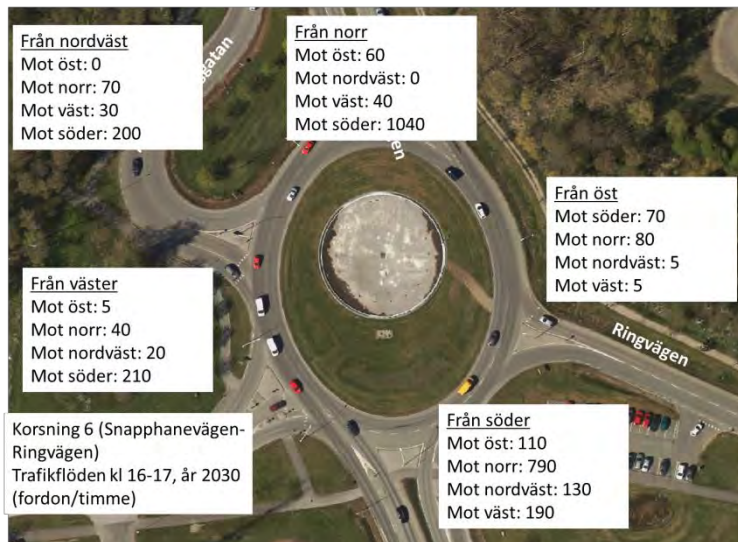 Från nordväst
Mot öst: 0
Mot norr: 70
Mot väst: 30
Mot söder: 200
Från norr
Mot öst: 60
Mot nordväst: 0
Mot väst: 40
Mot söder: 1040
Från öst
Mot söder: 70
Mot norr: 80
Mot nordväst: 5
Mot väst: 5
Från väster
Mot öst: 5
Mot norr: 40
Mot nordväst: 20
Mot söder: 210
Ringvägen
Korsning 6 (Snapphanevägen-
Ringvägen)
Trafikflöden kl 16-17, år 2030
(fordon/timme)
Från söder
Mot öst: 110
Mot norr: 790
Mot nordväst: 130
Mot väst: 190